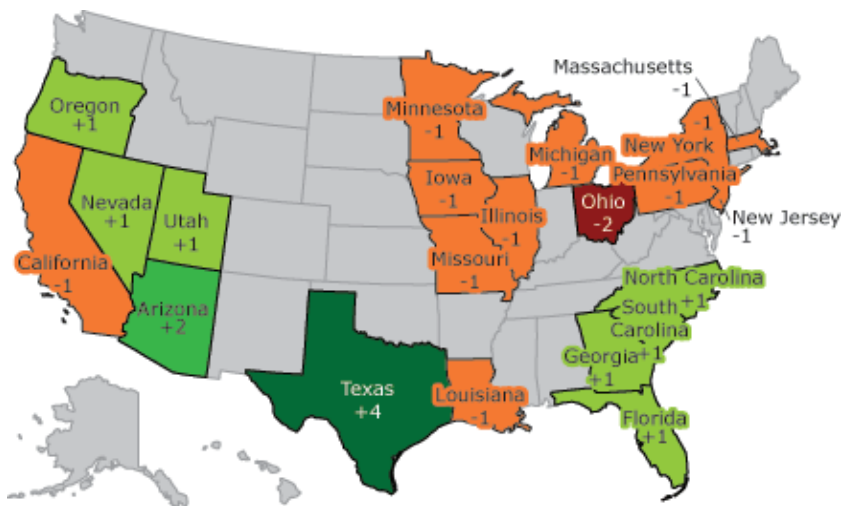 Massachusetts
-1
Oregon
+1
Minnesota
-1
-1
New York
Michigan
-1
Pennsylvania
-1
Iowa
-1
Nevada
+1
Utah
+1
Ohio
-2
Illinois
-1
New Jersey
-1
California
-1
Missouri
-1
North Carolina
+1
Arizona
+2
South
Carolina
+1
Georgia
+1
Texas
+4
Louisiana
-1
Florida
+1